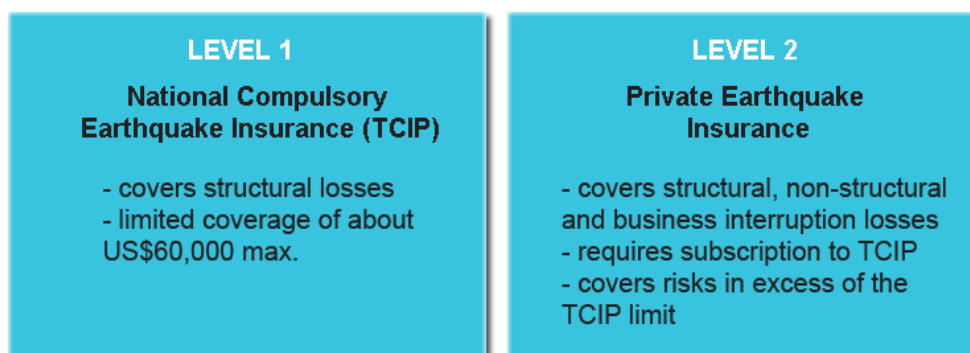 LEVEL 1
National Compulsory
Earthquake Insurance (TCIP)
- covers structural losses
- limited coverage of about
US$60,000 max.
LEVEL 2
Private Earthquake
Insurance
- covers structural, non-structural
and business interruption losses
- requires subscription to TCIP
- covers risks in excess of the
TCIP limit